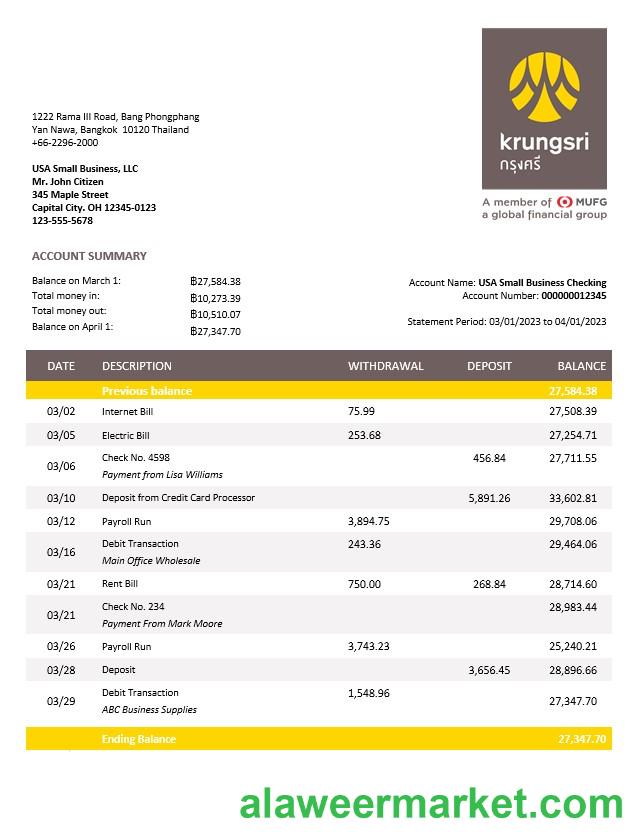 krungsri
กรุงศรี
A member of MUFG
a global financial group
1222 Rama III Road, Bang Phongphang
Yan Nawa, Bangkok 10120 Thailand
+66-2296-2000
USA Small Business, LLC
Mr. John Citizen
345 Maple Street
Capital City. OH 12345-0123
123-555-5678
ACCOUNT SUMMARY
Balance on March 1: ฿27,584.38
Total money in: ฿10,273.39
Total money out: ฿10,510.07
Balance on April 1: ฿27,347.70
Account Name: USA Small Business Checking
Account Number: 000000012345
Statement Period: 03/01/2023 to 04/01/2023
DATE DESCRIPTION WITHDRAWAL DEPOSIT BALANCE
Previous balance 27,584.38
03/02 Internet Bill 75.99 27,508.39
03/05 Electric Bill 253.68 27,254.71
03/06 Check No. 4598 456.84 27,711.55
Payment from Lisa Williams
03/10 Deposit from Credit Card Processor 5,891.26 33,602.81
03/12 Payroll Run 3,894.75 29,708.06
03/16 Debit Transaction 243.36 29,464.06
Main Office Wholesale
03/21 Rent Bill 750.00 268.84 28,714.60
03/21 Check No. 234 28,983.44
Payment From Mark Moore
03/26 Payroll Run 3,743.23 25,240.21
03/28 Deposit 3,656.45 28,896.66
03/29 Debit Transaction 1,548.96 27,347.70
ABC Business Supplies
Ending Balance 27,347.70
alaweermarket.com